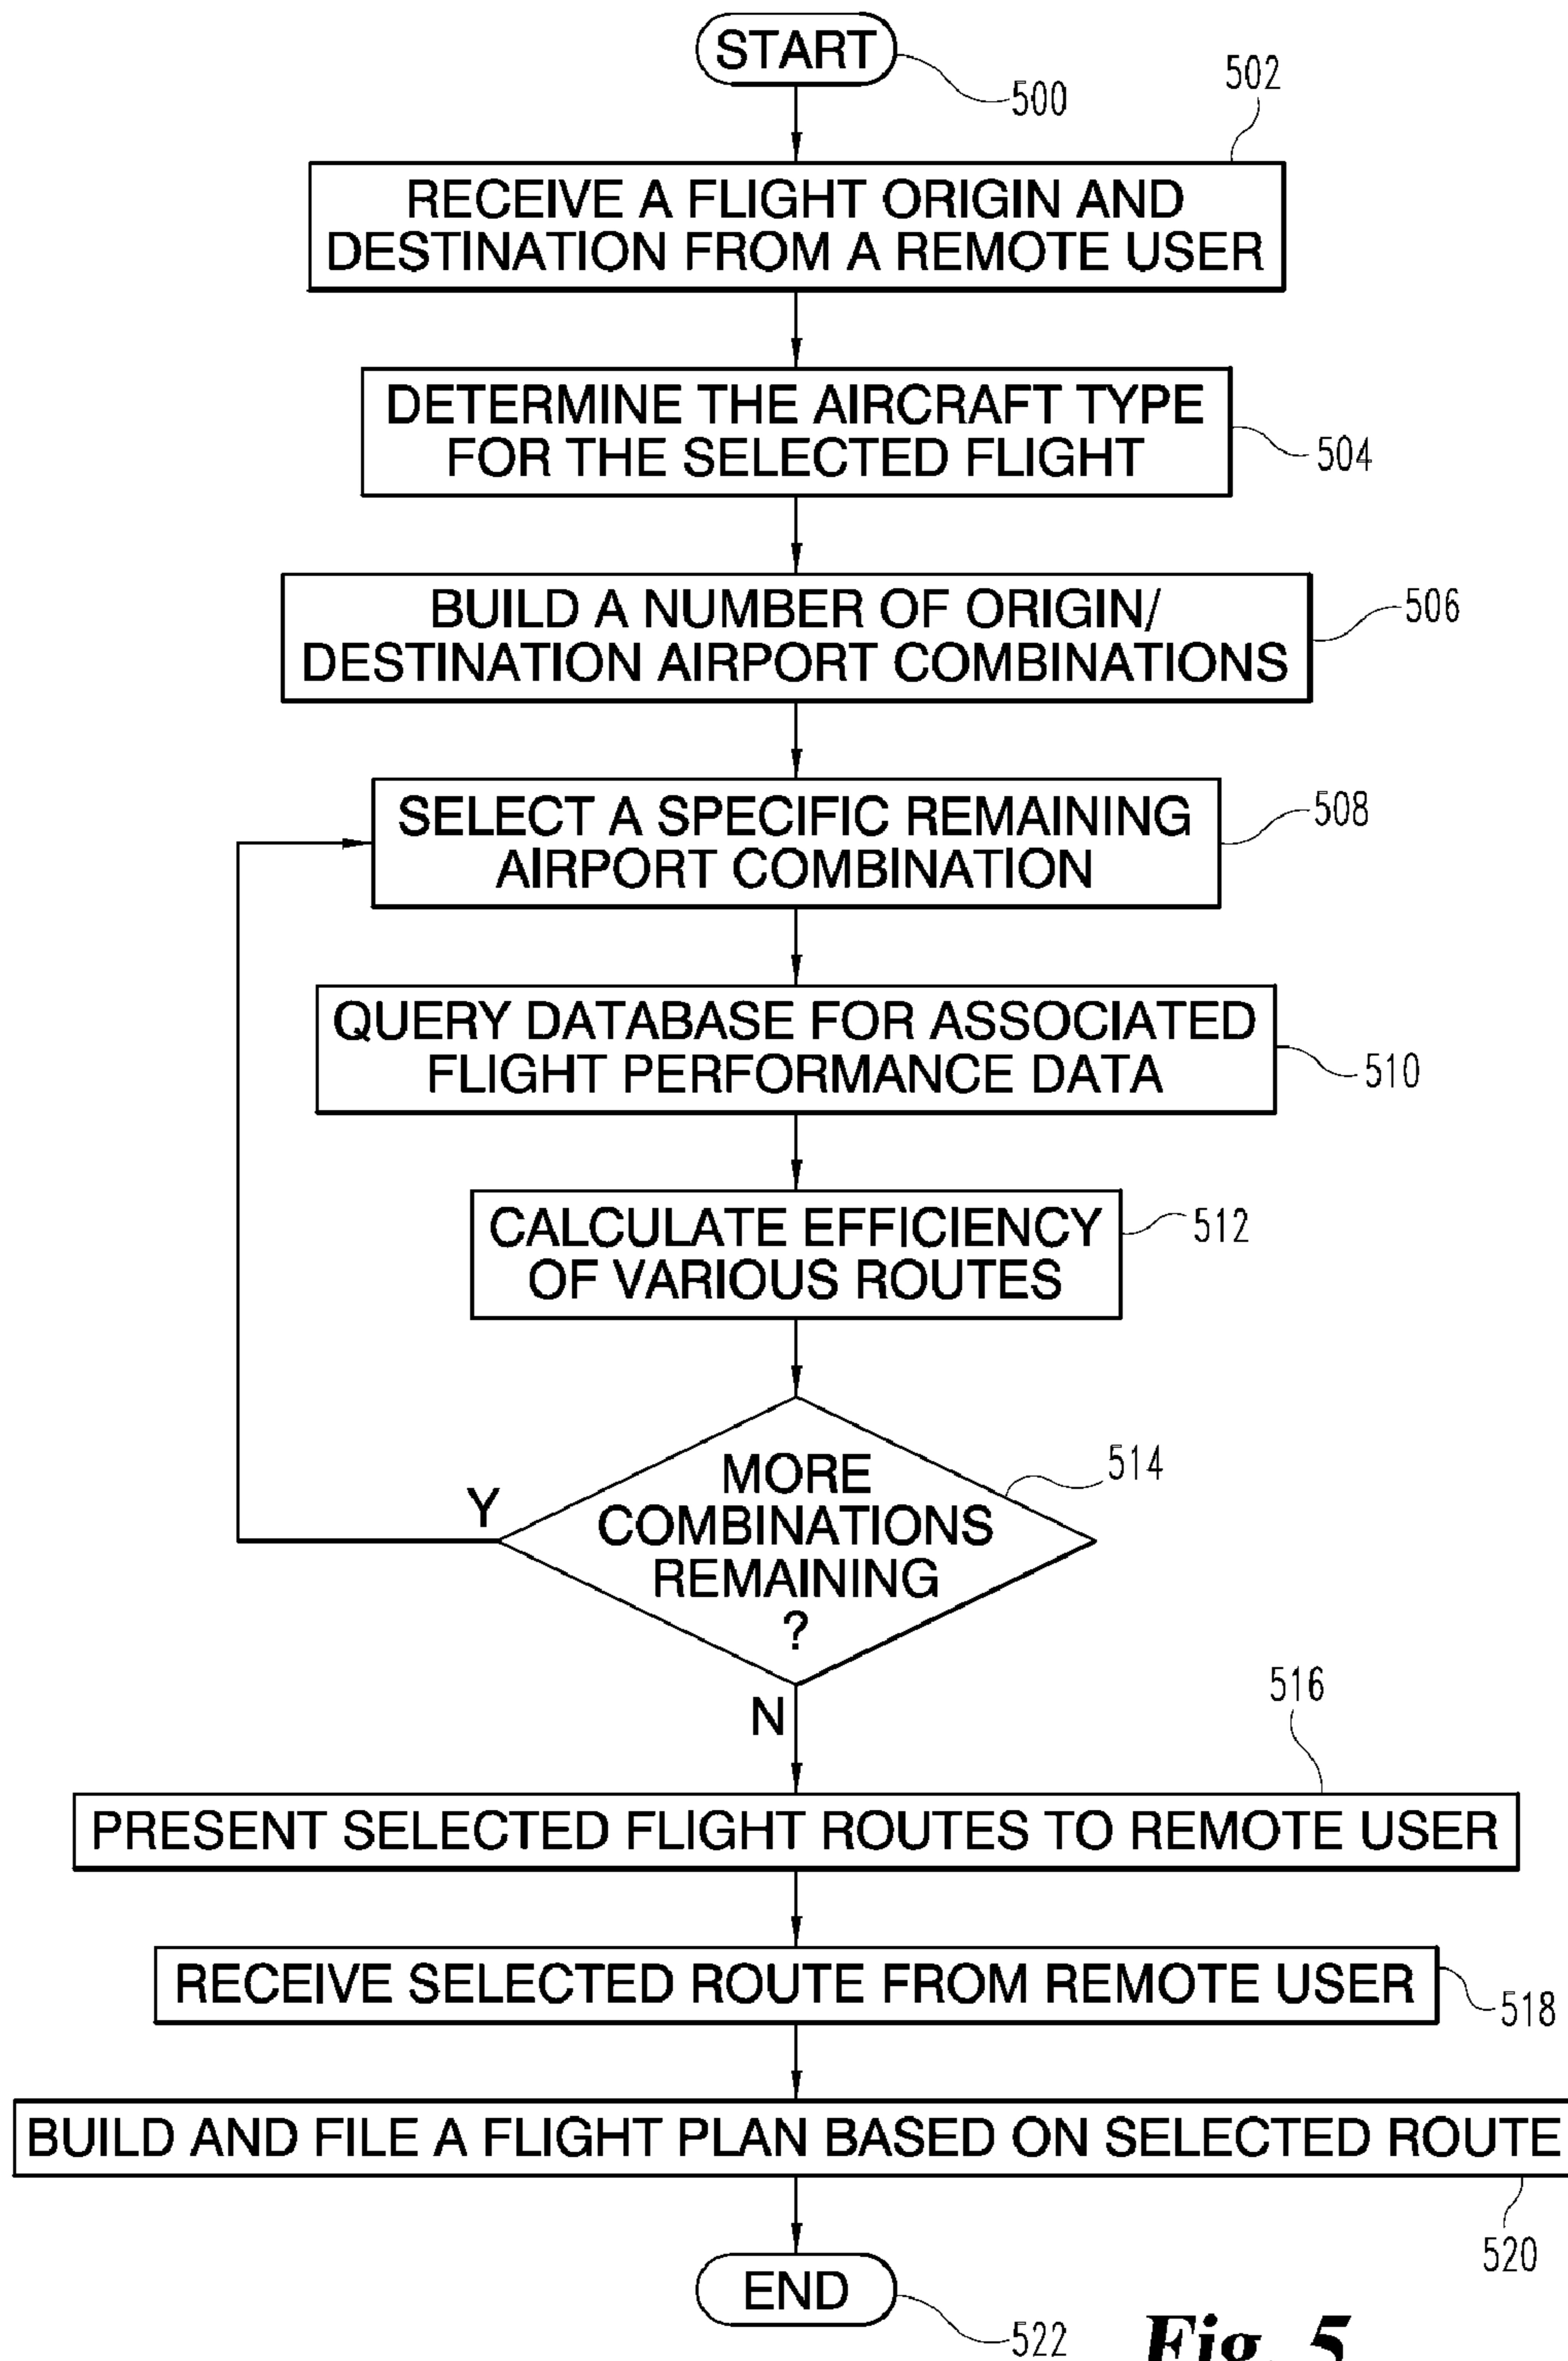 START
500
502
RECEIVE A FLIGHT ORIGIN AND
DESTINATION FROM A REMOTE USER
DETERMINE THE AIRCRAFT TYPE
FOR THE SELECTED FLIGHT
504
BUILD A NUMBER OF ORIGIN/
DESTINATION AIRPORT COMBINATIONS
506
SELECT A SPECIFIC REMAINING
AIRPORT COMBINATION
508
QUERY DATABASE FOR ASSOCIATED
FLIGHT PERFORMANCE DATA
510
CALCULATE EFFICIENCY
OF VARIOUS ROUTES
512
MORE
COMBINATIONS
REMAINING
?
514
Y
N
516
PRESENT SELECTED FLIGHT ROUTES TO REMOTE USER
RECEIVE SELECTED ROUTE FROM REMOTE USER
518
BUILD AND FILE A FLIGHT PLAN BASED ON SELECTED ROUTE
520
END
522
Fig. 5